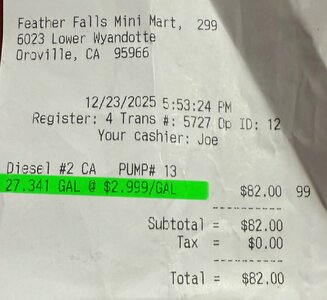 Feather Falls Mini Mart, 299
6023 Lower Wyandotte
Oroville, CA 95966
12/23/2025 5:53:24 PM
Register: 4 Trans #: 5727 Op ID: 12
Your cashier: Joe
Diesel #2 CA PUMP# 13
27.341 GAL @ $2.999/GAL $82.00 99
Subtotal = $82.00
Tax = $0.00
Total = $82.00